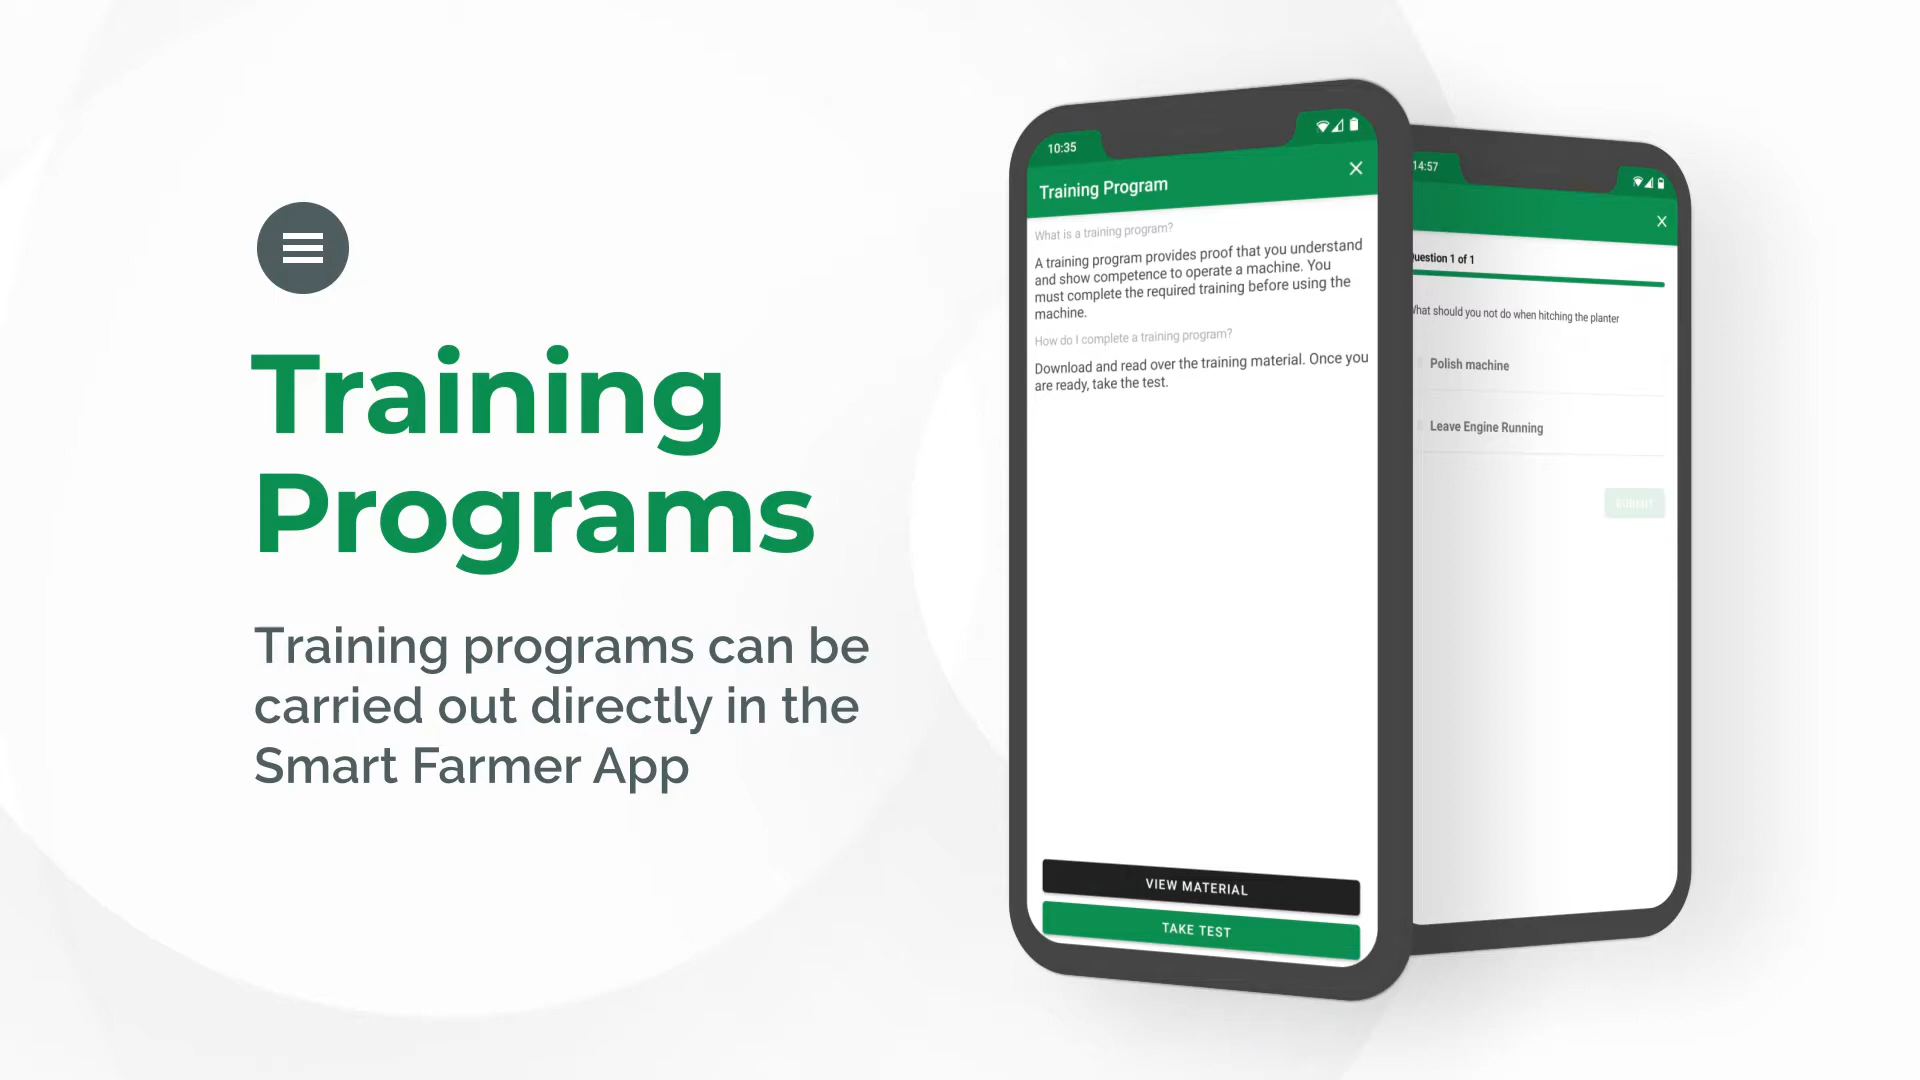 Training
Programs
Training programs can be
carried out directly in the
Smart Farmer App
10:35
Training Program
What is a training program?
A training program provides proof that you understand
and show competence to operate a machine. You
must complete the required training before using the
machine.
How do I complete a training program?
Download and read over the training material. Once you
are ready, take the test.
VIEW MATERIAL
TAKE TEST
14:57
uestion 1 of 1
hat should you not do when hitching the planter
Polish machine
Leave Engine Running
SUBMIT